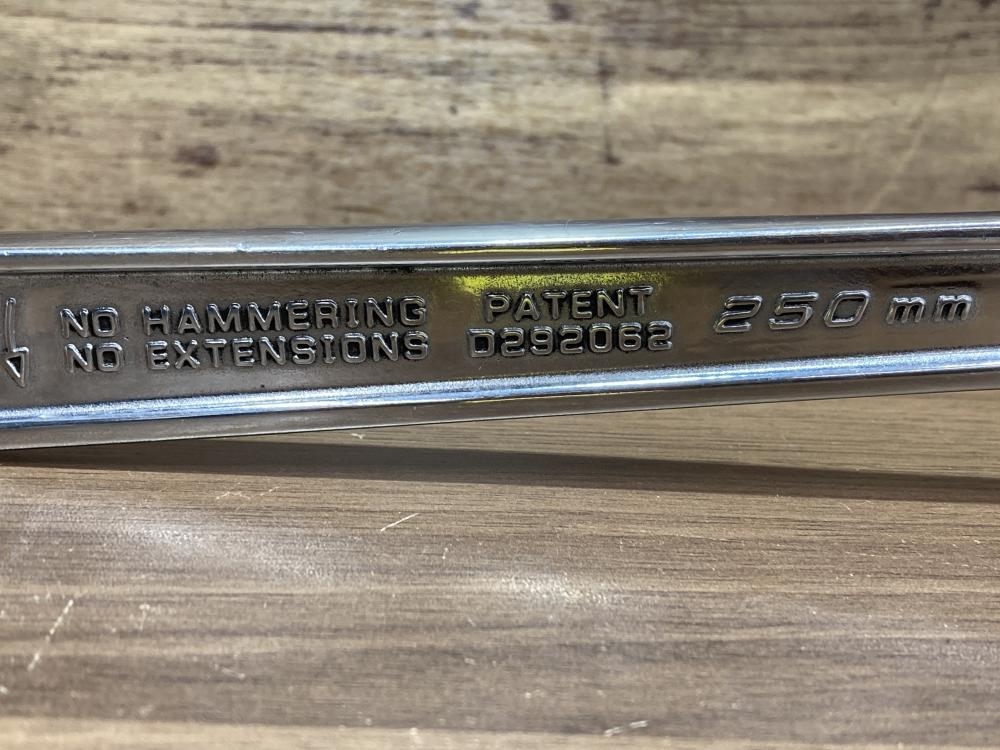 NO HAMMERING
NO EXTENSIONS
PATENT
D292062
250 mm